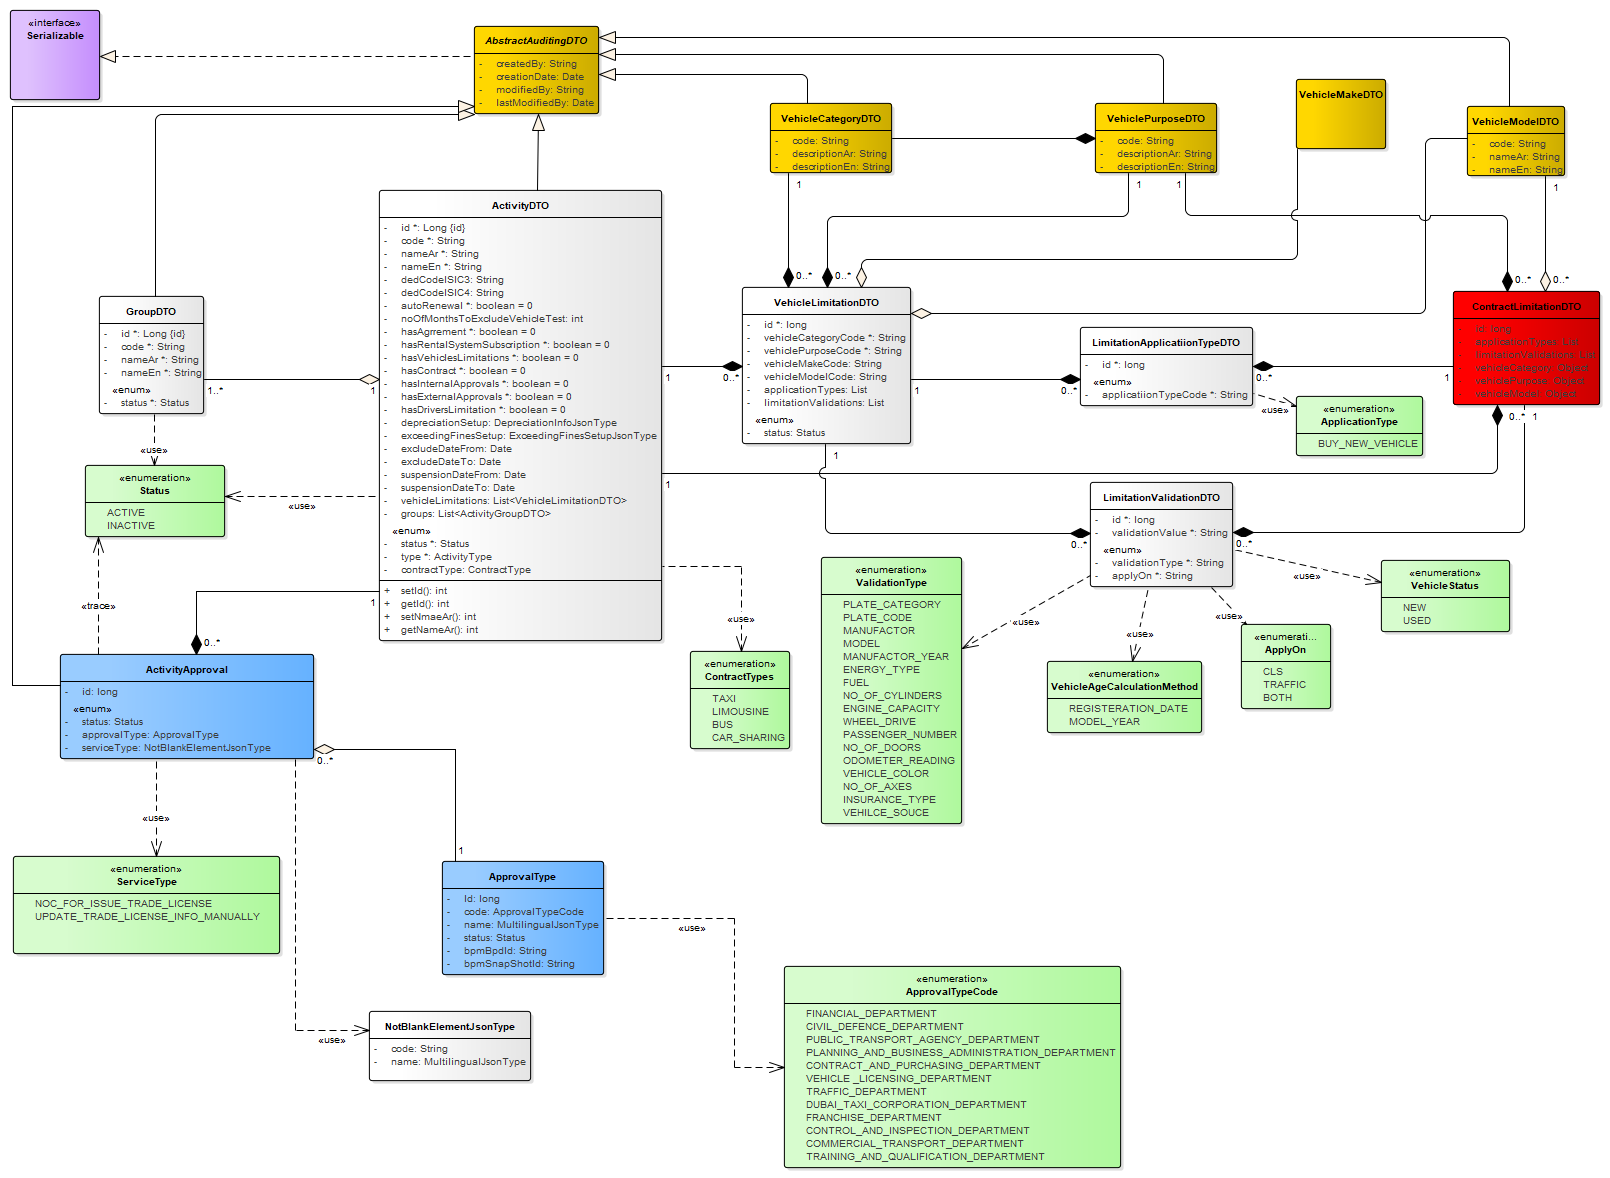 «interface»
Serializable
AbstractAuditingDTO
- createdBy: String
- creationDate: Date
- modifiedBy: String
- lastModifiedBy: Date
VehicleCategoryDTO
- code: String
- descriptionAr: String
- descriptionEn: String
1
VehiclePurposeDTO
- code: String
- descriptionAr: String
- descriptionEn: String
1
1
VehicleMakeDTO
VehicleModelDTO
- code: String
- nameAr: String
- nameEn: String
1
ActivityDTO
- id *: Long {id}
- code *: String
- nameAr *: String
- nameEn *: String
- dedCodeISIC3: String
- dedCodeISIC4: String
- autoRenewal *: boolean = 0
- noOfMonthsToExcludeVehicleTest: int
- hasAgrrement *: boolean = 0
- hasRentalSystemSubscription *: boolean = 0
- hasVehiclesLimitations *: boolean = 0
- hasContract *: boolean = 0
- hasInternalApprovals *: boolean = 0
- hasExternalApprovals *: boolean = 0
- hasDriversLimitation *: boolean = 0
- depreciationSetup: DepreciationInfoJsonType
- exceedingFinesSetup: ExceedingFinesSetupJsonType
- excludeDateFrom: Date
- excludeDateTo: Date
- suspensionDateFrom: Date
- suspensionDateTo: Date
- vehicleLimitations: List<VehicleLimitationDTO>
- groups: List<ActivityGroupDTO>
«enum»
- status *: Status
- type *: ActivityType
- contractType: ContractType
+ setId(): int
+ getId(): int
+ setNmaeAr(): int
+ getNameAr(): int
GroupDTO
- id *: Long {id}
- code *: String
- nameAr *: String
- nameEn *: String
«enum»
- status *: Status
1..*
1
«use»
«enumeration»
Status
ACTIVE
INACTIVE
«use»
«trace»
0..*
0..*
VehicleLimitationDTO
- id *: long
- vehicleCategoryCode *: String
- vehiclePurposeCode *: String
- vehicleMakeCode: String
- vehicleModelCode: String
- applicationTypes: List
- limitationValidations: List
«enum»
- status: Status
1
0..*
1
0..*
1
LimitationApplicatiionTypeDTO
- id *: long
«enum»
- applicatiionTypeCode *: String
0..*
1
«use»
«enumeration»
ApplicationType
BUY_NEW_VEHICLE
0..*
0..*
ContractLimitationDTO
- id: long
- applicationTypes: List
- limitationValidations: List
- vehicleCategory: Object
- vehiclePurpose: Object
- vehicleModel: Object
0..*
1
1
LimitationValidationDTO
- id *: long
- validationValue *: String
«enum»
- validationType *: String
- applyOn *: String
0..*
0..*
«use»
«use»
«use»
«use»
«enumeration»
VehicleStatus
NEW
USED
«enumeration»
ValidationType
PLATE_CATEGORY
PLATE_CODE
MANUFACTOR
MODEL
MANUFACTOR_YEAR
ENERGY_TYPE
FUEL
NO_OF_CYLINDERS
ENGINE_CAPACITY
WHEEL_DRIVE
PASSENGER_NUMBER
NO_OF_DOORS
ODOMETER_READING
VEHICLE_COLOR
NO_OF_AXES
INSURANCE_TYPE
VEHILCE_SOUCE
«enumeration»
VehicleAgeCalculationMethod
REGISTERATION_DATE
MODEL_YEAR
«enumerati...
ApplyOn
CLS
TRAFFIC
BOTH
«use»
«enumeration»
ContractTypes
TAXI
LIMOUSINE
BUS
CAR_SHARING
1
0..*
ActivityApproval
- id: long
«enum»
- status: Status
- approvalType: ApprovalType
- serviceType: NotBlankElementJsonType
0..*
«use»
«enumeration»
ServiceType
NOC_FOR_ISSUE_TRADE_LICENSE
UPDATE_TRADE_LICENSE_INFO_MANUALLY
1
ApprovalType
- Id: long
- code: ApprovalTypeCode
- name: MultilingualJsonType
- status: Status
- bpmBpdId: String
- bpmSnapShotId: String
«use»
«use»
NotBlankElementJsonType
- code: String
- name: MultilingualJsonType
«enumeration»
ApprovalTypeCode
FINANCIAL_DEPARTMENT
CIVIL_DEFENCE_DEPARTMENT
PUBLIC_TRANSPORT_AGENCY_DEPARTMENT
PLANNING_AND_BUSINESS_ADMINISTRATION_DEPARTMENT
CONTRACT_AND_PURCHASING_DEPARTMENT
VEHICLE _LICENSING_DEPARTMENT
TRAFFIC_DEPARTMENT
DUBAI_TAXI_CORPORATION_DEPARTMENT
FRANCHISE_DEPARTMENT
CONTROL_AND_INSPECTION_DEPARTMENT
COMMERCIAL_TRANSPORT_DEPARTMENT
TRAINING_AND_QUALIFICATION_DEPARTMENT